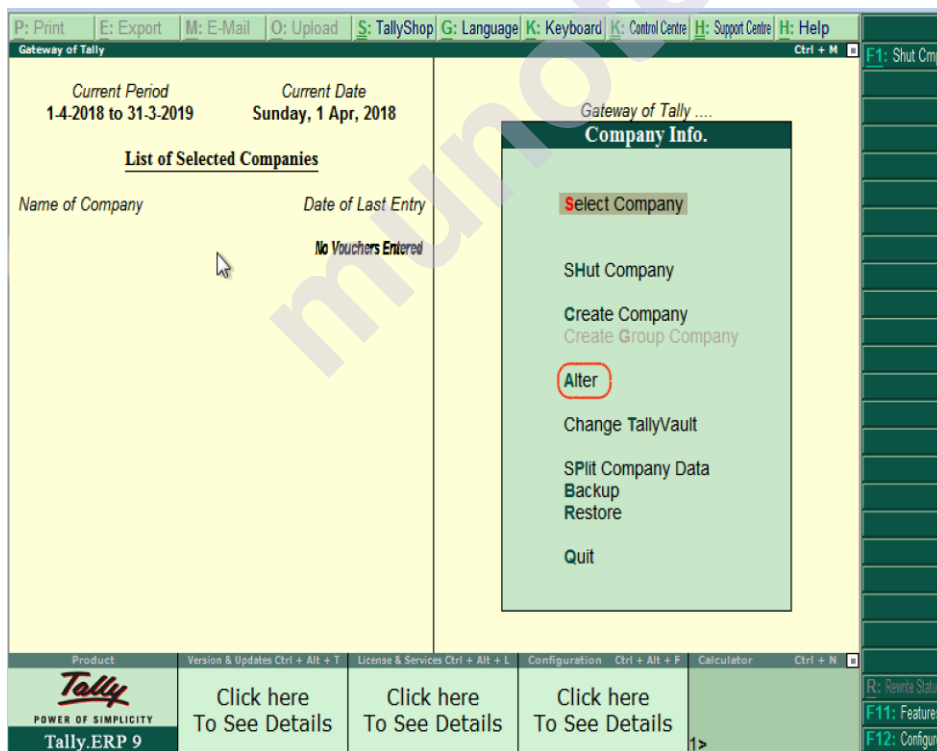 P: Print E: Export M: E-Mail O: Upload S: TallyShop G: Language K: Keyboard K: Control Centre H: Support Centre H: Help
Gateway of Tally Ctrl + M
F1: Shut Cmp
Current Period Current Date
1-4-2018 to 31-3-2019 Sunday, 1 Apr, 2018
List of Selected Companies
Name of Company Date of Last Entry
No Vouchers Entered
Gateway of Tally ....
Company Info.
Select Company
SHut Company
Create Company
Create Group Company
Alter
Change TallyVault
SPlit Company Data
Backup
Restore
Quit
munot
Product Version & Updates Ctrl + Alt + T License & Services Ctrl + Alt + L Configuration Ctrl + Alt + F Calculator Ctrl + N
Tally
POWER OF SIMPLICITY
Tally.ERP 9
Click here
To See Details
Click here
To See Details
Click here
To See Details
1>
R: Rewrite Statu
F11: Features
F12: Configur